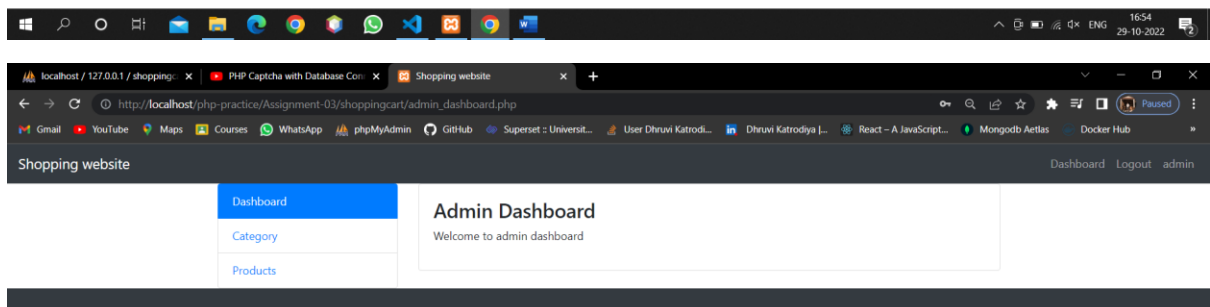 ENG 16:54
29-10-2022
2
localhost / 127.0.0.1 / shoppingc PHP Captcha with Database Conn Shopping website
http://localhost/php-practice/Assignment-03/shoppingcart/admin_dashboard.php Paused
Gmail YouTube Maps Courses WhatsApp phpMyAdmin GitHub Superset :: Universit... User Dhruvi Katrodi... Dhruvi Katrodiya |... React – A JavaScript... Mongodb Aetlas Docker Hub »
Shopping website Dashboard Logout admin
Dashboard
Category
Products
Admin Dashboard
Welcome to admin dashboard